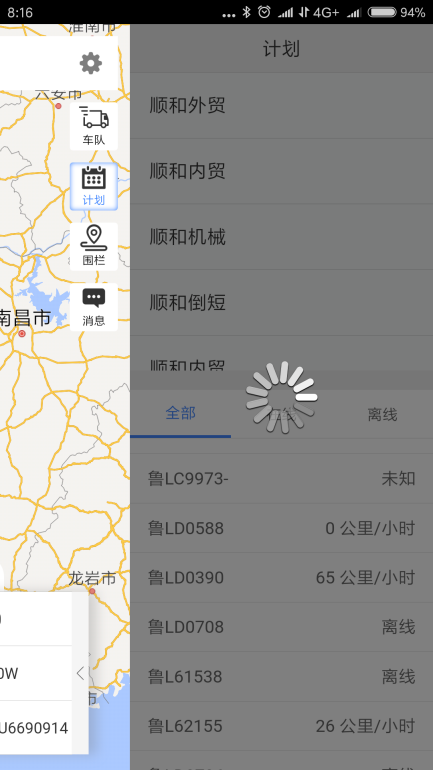 8:16 4G+ 94%
淮南市
计划
六安市
车队
顺和外贸
计划
顺和内贸
围栏
顺和机械
消息
南昌市
顺和倒短
顺和内贸
全部 离线
鲁LC9973- 未知
鲁LD0588 0 公里/小时
龙岩市
鲁LD0390 65 公里/小时
鲁LD0708 离线
0W
鲁L61538 离线
市
U6690914
鲁L62155 26 公里/小时